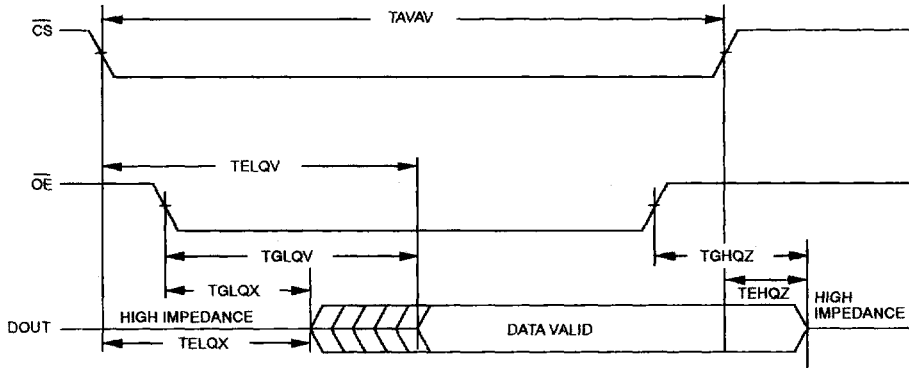 TAVAV
CS
TELQV
OE
TGLQV
TGHQZ
TGLQX
TEHQZ
HIGH IMPEDANCE
HIGH
IMPEDANCE
DOUT
DATA VALID
TELQX